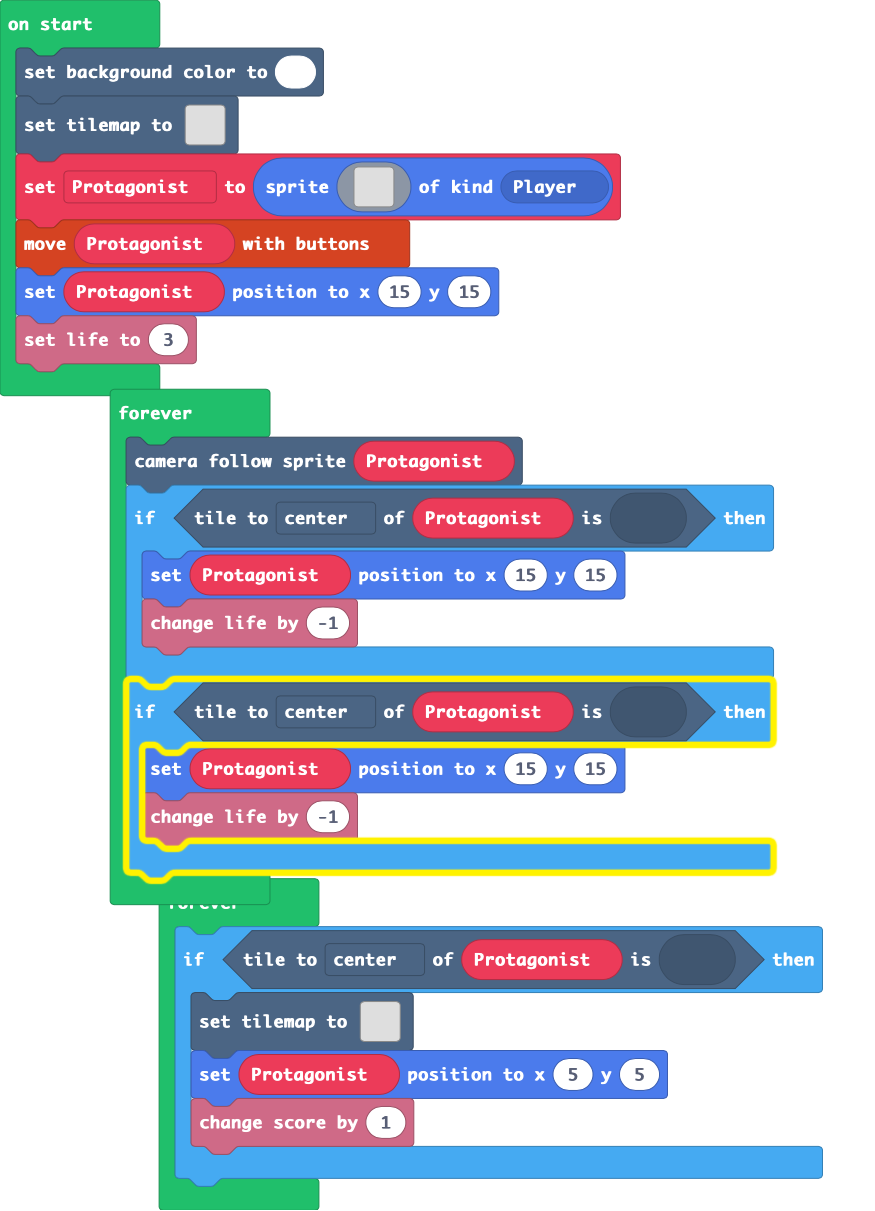 on start
set background color to
set tilemap to
set Protagonist to sprite of kind Player
move Protagonist with buttons
set Protagonist position to x 15 y 15
set life to 3
forever
camera follow sprite Protagonist
if tile to center of Protagonist is then
set Protagonist position to x 15 y 15
change life by -1
if tile to center of Protagonist is then
set Protagonist position to x 15 y 15
change life by -1
forever
if tile to center of Protagonist is then
set tilemap to
set Protagonist position to x 5 y 5
change score by 1